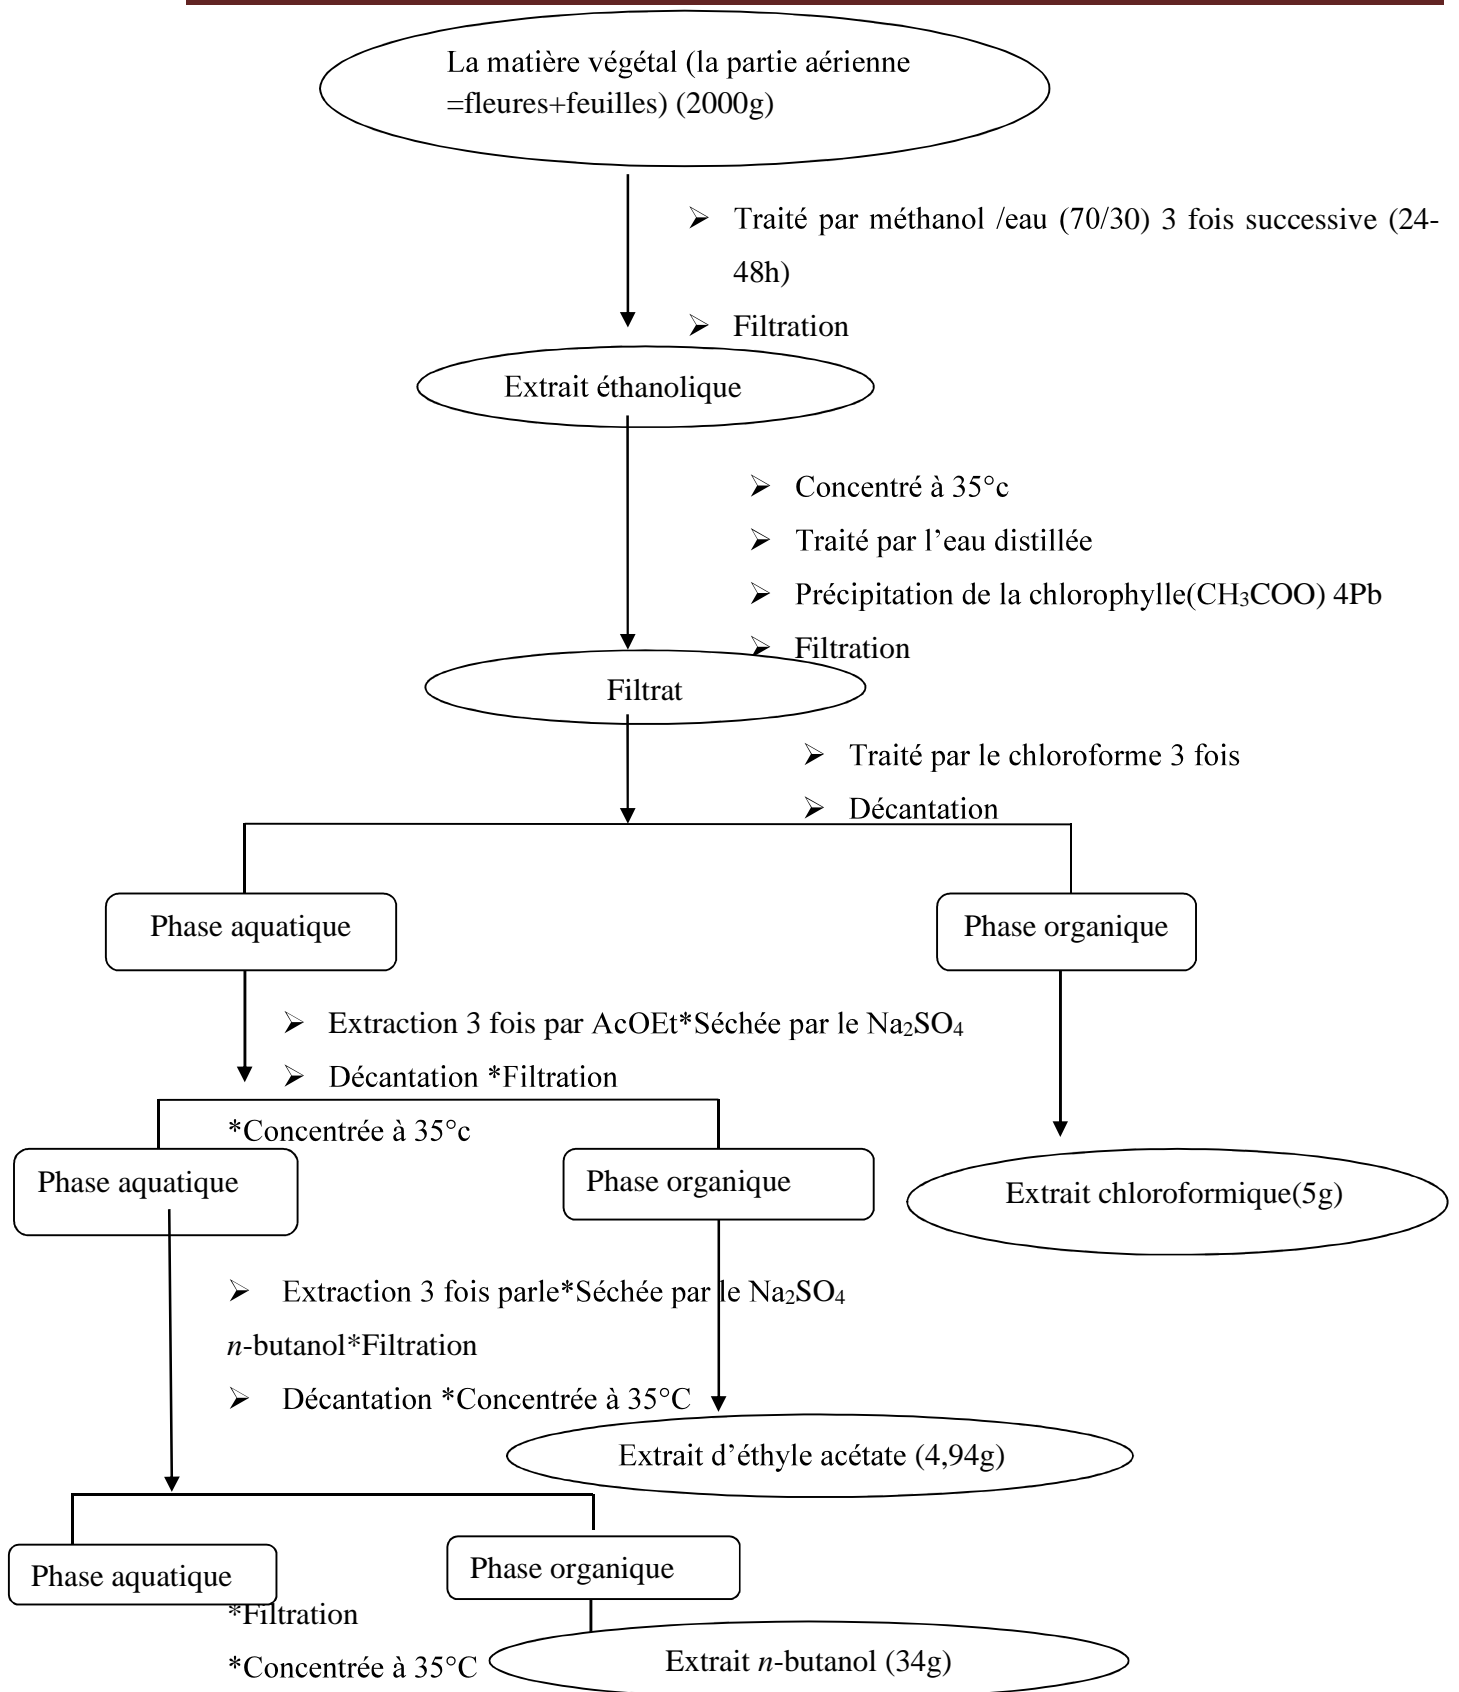 La matière végétal (la partie aérienne
=fleures+feuilles) (2000g)
➢ Traité par méthanol /eau (70/30) 3 fois successive (24-
48h)
➢ Filtration
Extrait éthanolique
➢ Concentré à 35°c
➢ Traité par l’eau distillée
➢ Précipitation de la chlorophylle(CH₃COO) 4Pb
➢ Filtration
Filtrat
➢ Traité par le chloroforme 3 fois
➢ Décantation
Phase aquatique
Phase organique
➢ Extraction 3 fois par AcOEt*Séchée par le Na₂SO₄
➢ Décantation *Filtration
*Concentrée à 35°c
Phase aquatique
Phase organique
Extrait chloroformique(5g)
➢ Extraction 3 fois parle*Séchée par le Na₂SO₄
n-butanol*Filtration
➢ Décantation *Concentrée à 35°C
Extrait d’éthyle acétate (4,94g)
Phase aquatique
Phase organique
*Filtration
*Concentrée à 35°C
Extrait n-butanol (34g)